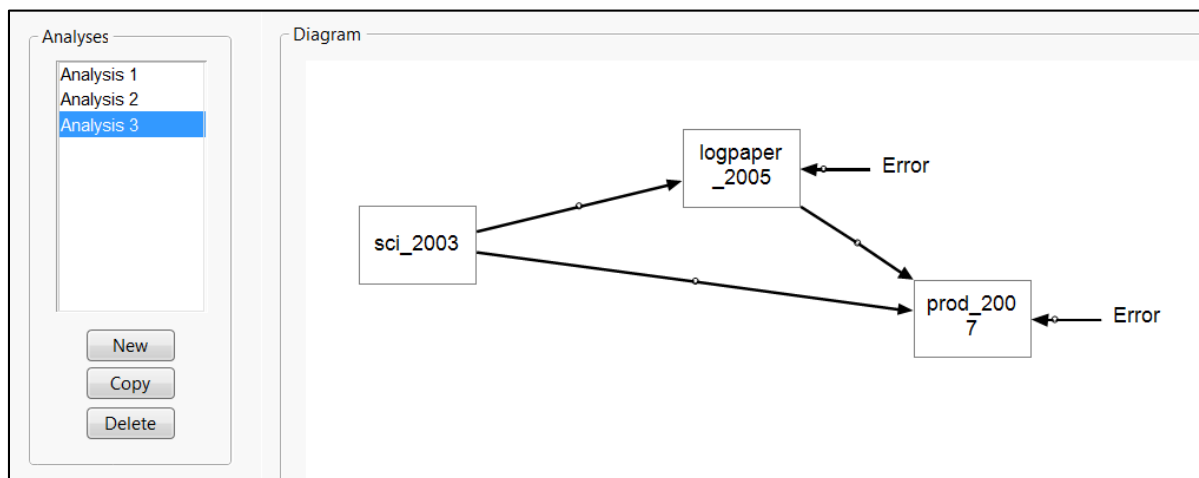 Analyses
Analysis 1
Analysis 2
Analysis 3
New
Copy
Delete
Diagram
sci_2003
logpaper
_2005
Error
prod_200
7
Error